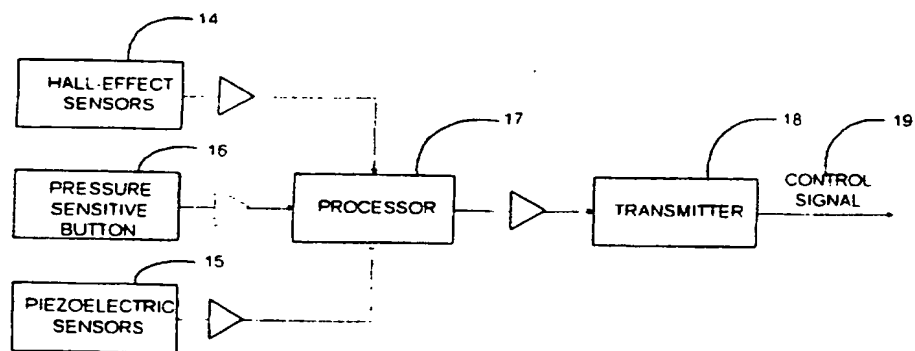 14
HALL-EFFECT
SENSORS
16
PRESSURE
SENSITIVE
BUTTON
15
PIEZOELECTRIC
SENSORS
17
PROCESSOR
18
TRANSMITTER
19
CONTROL
SIGNAL